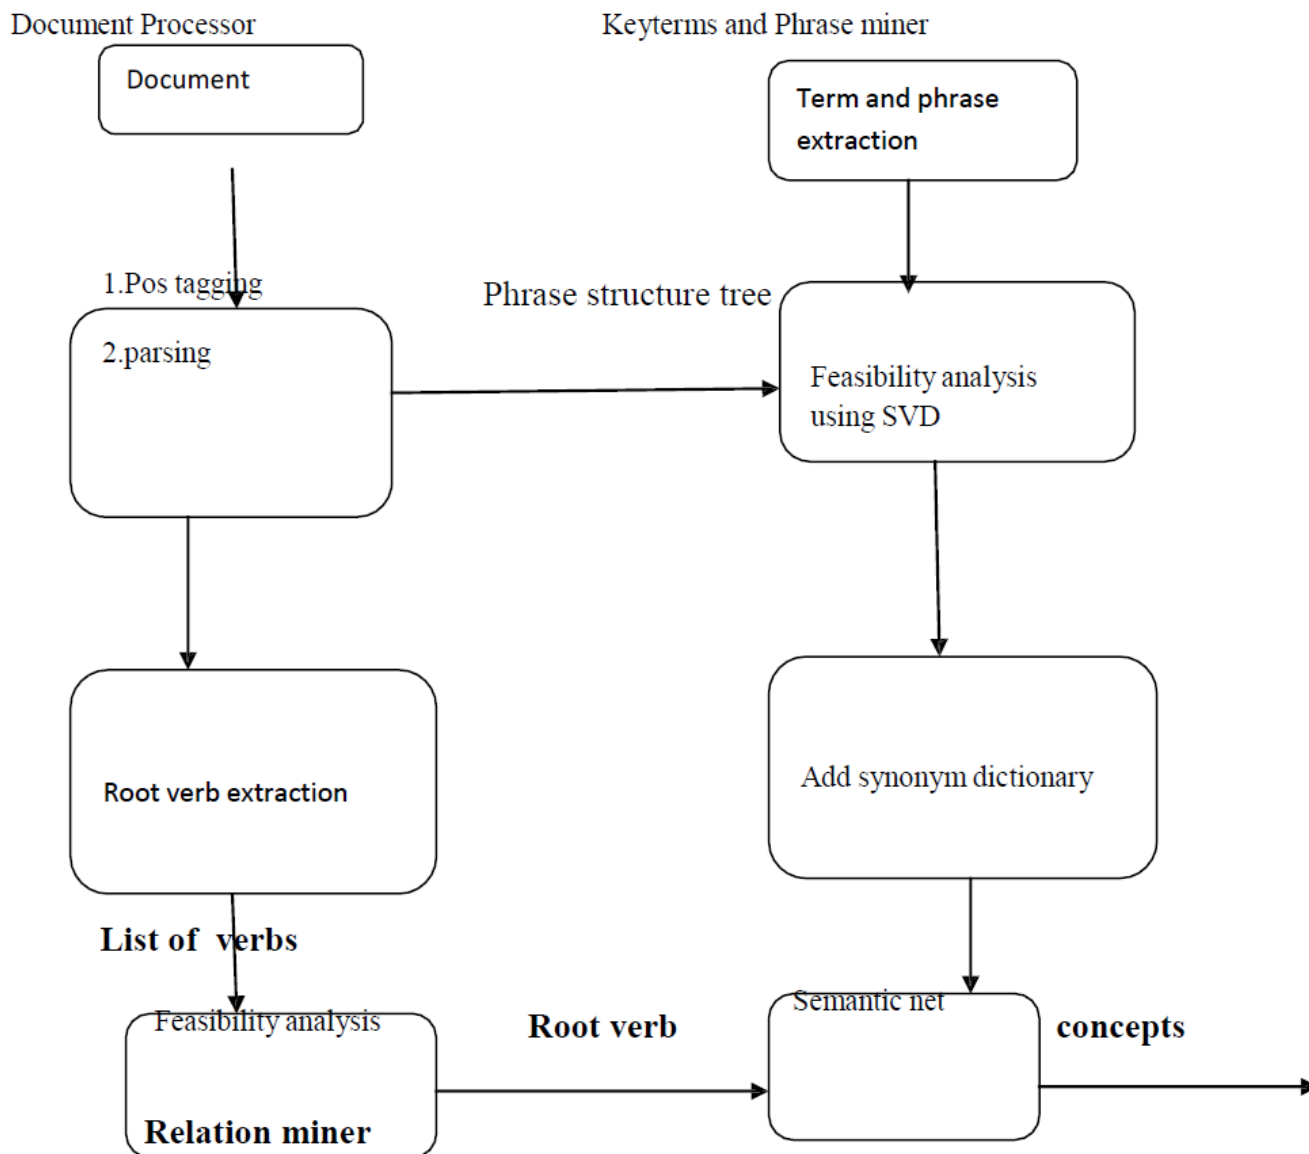 Document Processor
Keyterms and Phrase miner
Document
Term and phrase
extraction
1.Pos tagging
Phrase structure tree
2.parsing
Feasibility analysis
using SVD
Root verb extraction
Add synonym dictionary
List of  verbs
Feasibility analysis
Root verb
Semantic net
concepts
Relation miner